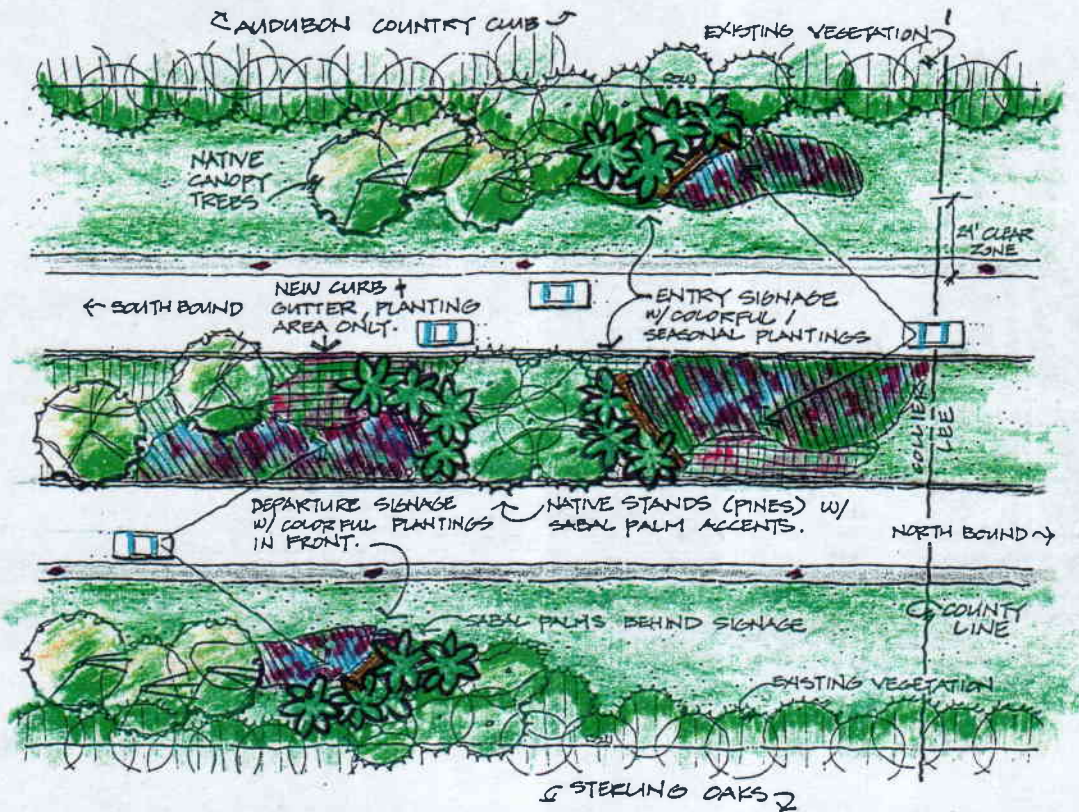 AUDUBON COUNTRY CLUB
EXISTING VEGETATION
ROW
NATIVE
CANOPY
TREES
24' CLEAR
ZONE
← SOUTH BOUND
NEW CURB +
GUTTER, PLANTING
AREA ONLY.
ENTRY SIGNAGE
W/ COLORFUL /
SEASONAL PLANTINGS
COLLIER
LEE
DEPARTURE SIGNAGE
W/ COLORFUL PLANTINGS
IN FRONT.
NATIVE STANDS (PINES) W/
SABAL PALM ACCENTS.
NORTH BOUND →
COUNTY
LINE
SABAL PALMS BEHIND SIGNAGE
EXISTING VEGETATION
STERLING OAKS